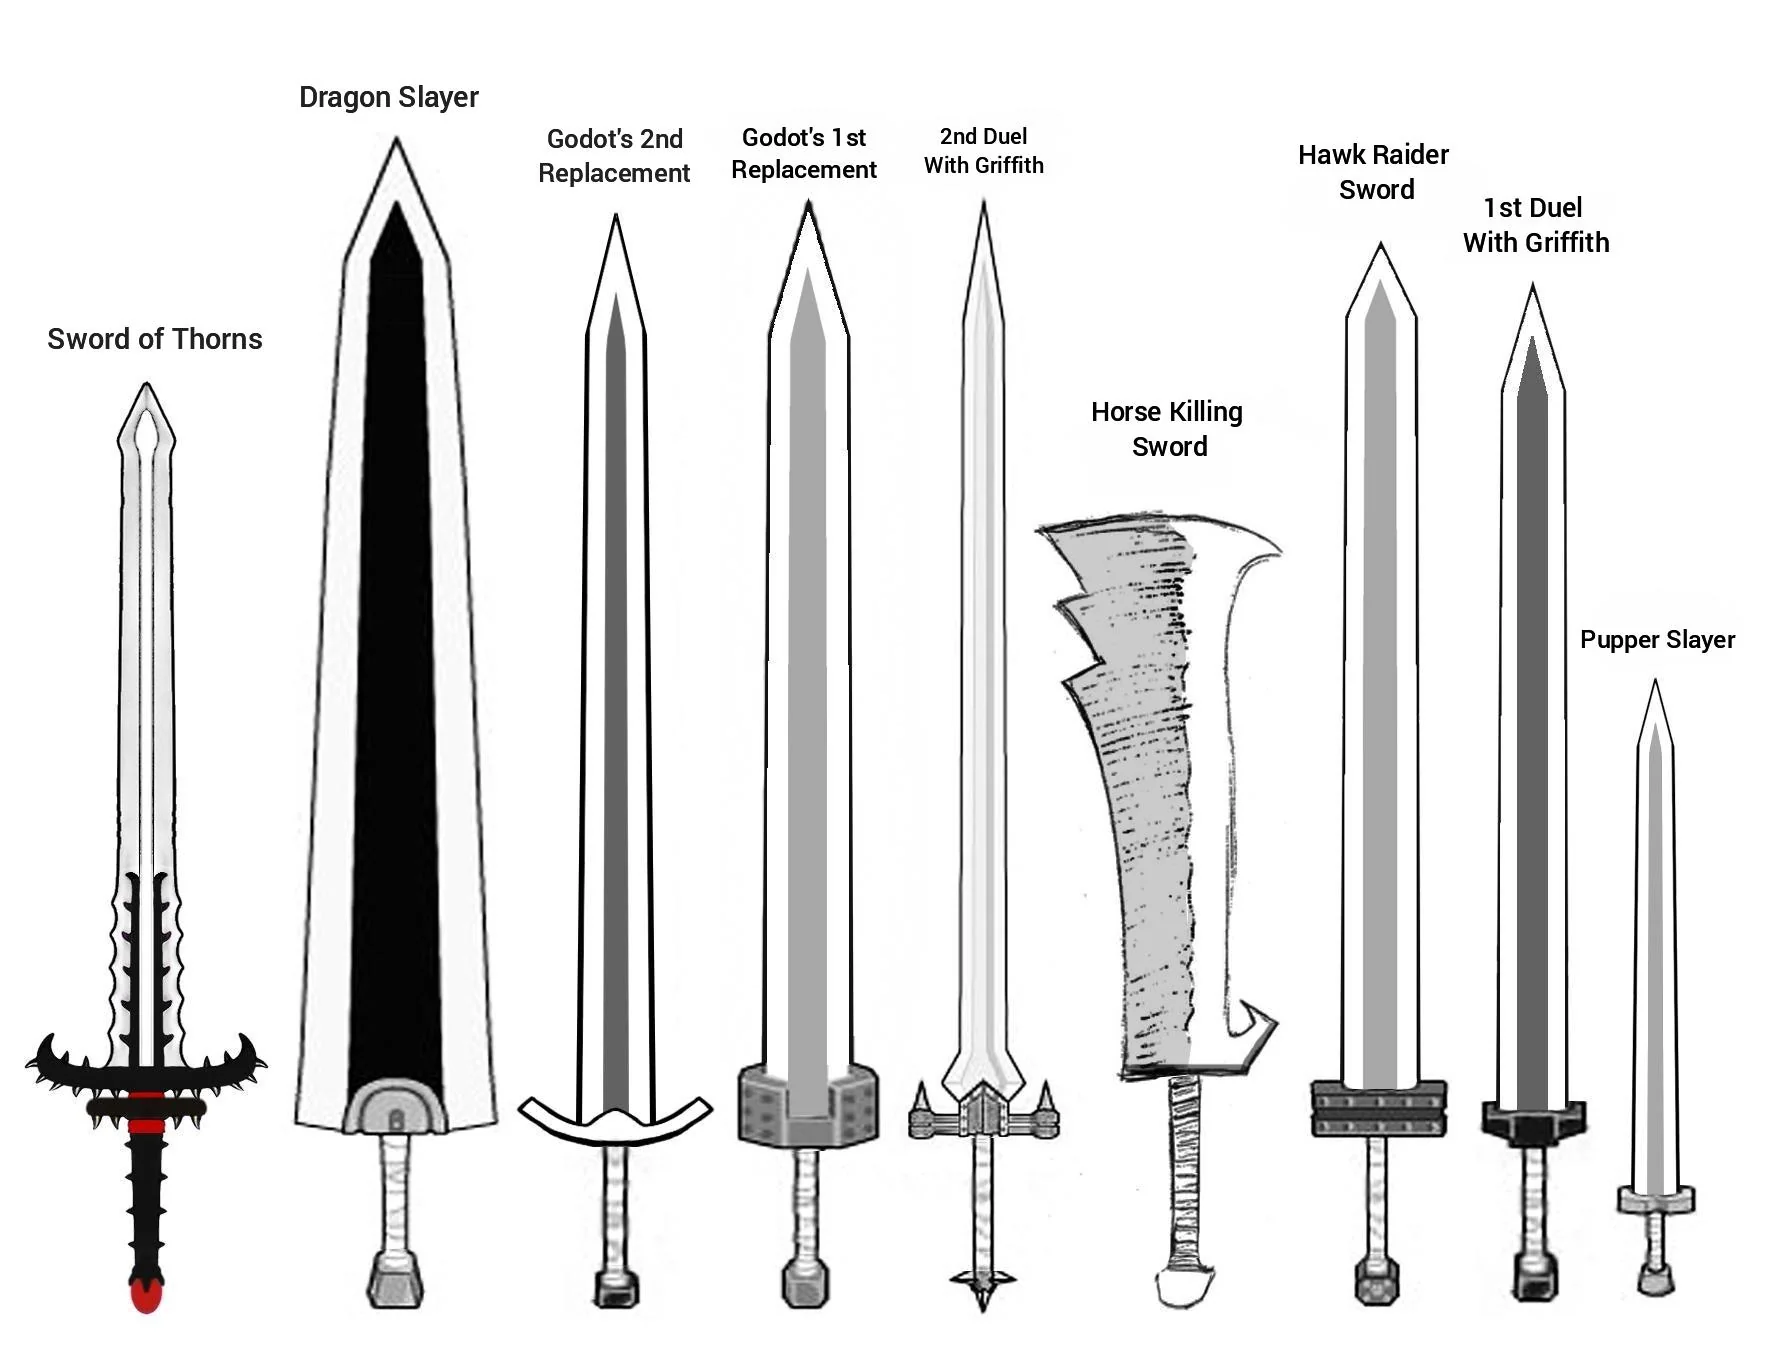 Sword of Thorns
Dragon Slayer
Godot's 2nd
Replacement
Godot's 1st
Replacement
2nd Duel
With Griffith
Horse Killing
Sword
Hawk Raider
Sword
1st Duel
With Griffith
Pupper Slayer